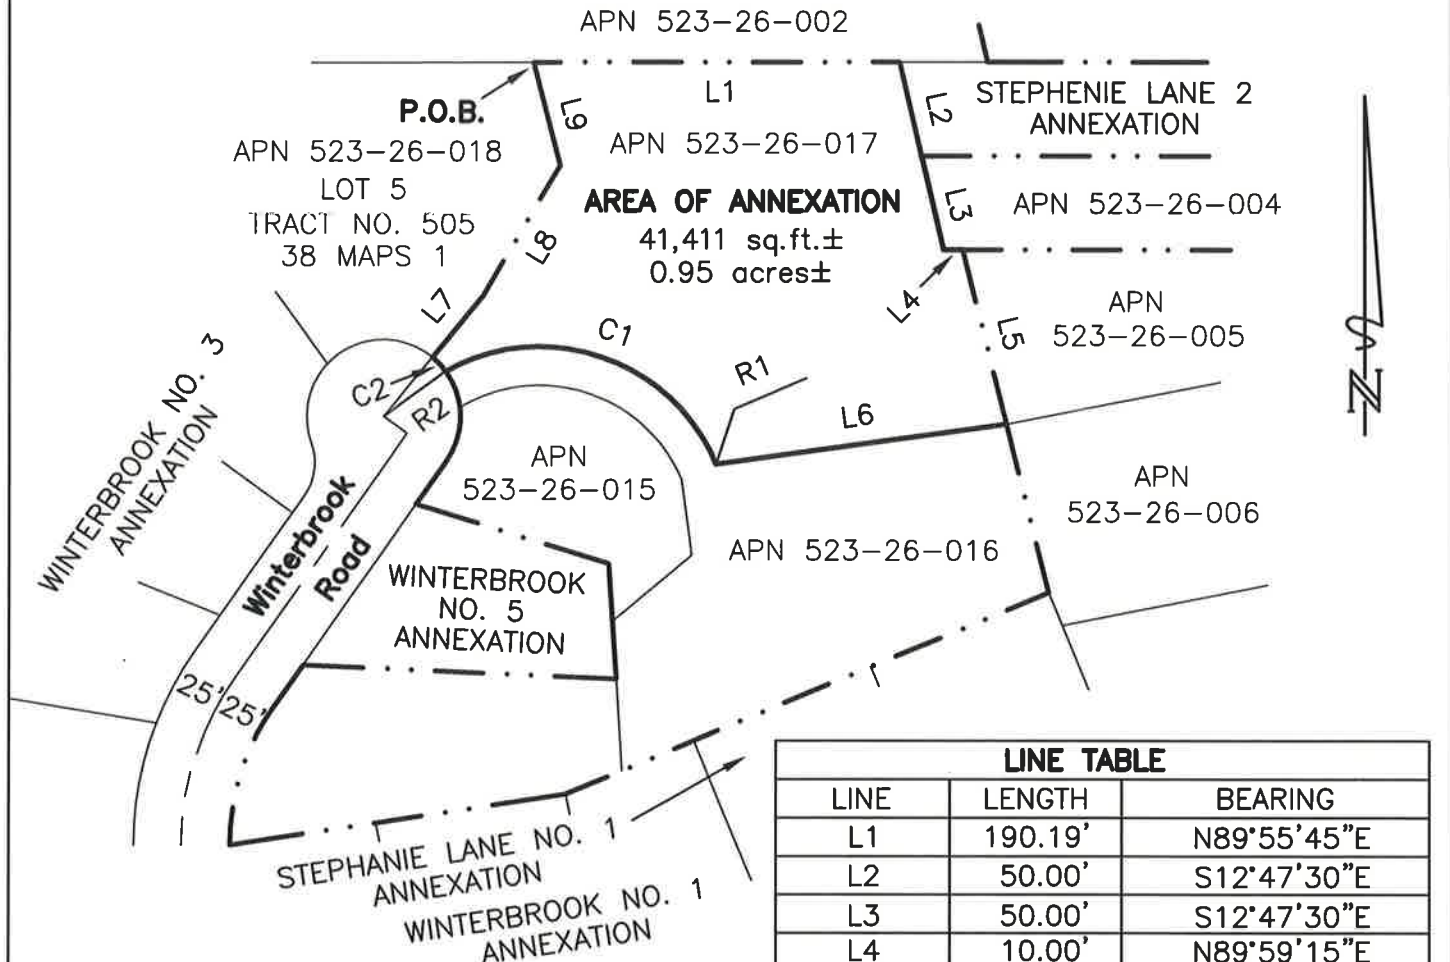 APN 523-26-002
P.O.B.
L1
L9
L2
STEPHENIE LANE 2
ANNEXATION
APN 523-26-018
LOT 5
TRACT NO. 505
38 MAPS 1
APN 523-26-017
AREA OF ANNEXATION
41,411 sq.ft.±
0.95 acres±
L3
APN 523-26-004
L8
L7
L4
L5
APN
523-26-005
C1
R1
C2
R2
L6
WINTERBROOK NO. 3
ANNEXATION
N
APN
523-26-015
APN
523-26-006
APN 523-26-016
Winterbrook
Road
WINTERBROOK
NO. 5
ANNEXATION
25' 25'
STEPHANIE LANE NO. 1
ANNEXATION
WINTERBROOK NO. 1
ANNEXATION
LINE TABLE
LINE LENGTH BEARING
L1 190.19' N89°55'45"E
L2 50.00' S12°47'30"E
L3 50.00' S12°47'30"E
L4 10.00' N89°59'15"E